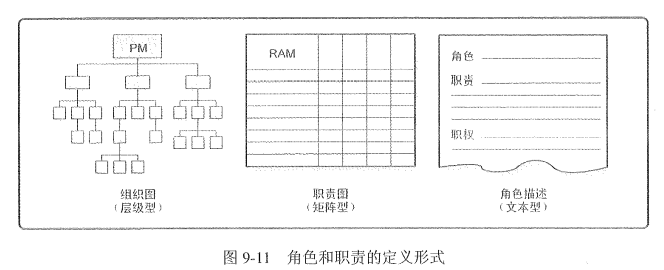 PM
组织图
（层级型）
RAM
职责图
（矩阵型）
角色
职责
职权
角色描述
（文本型）
图 9-11 角色和职责的定义形式